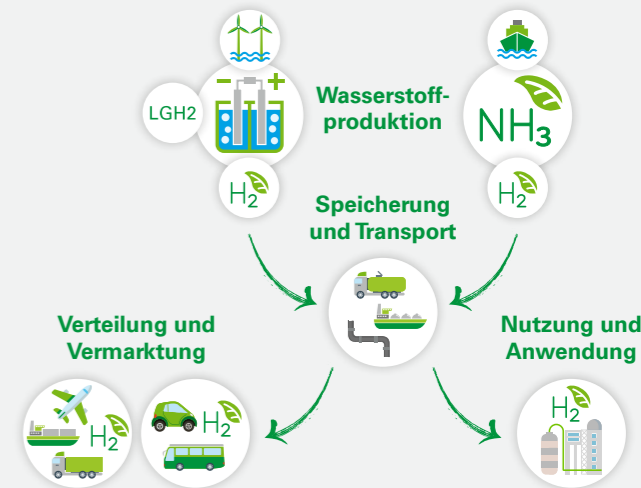 LGH2
− +
Wasserstoff-
produktion
NH₃
H₂
H₂
Speicherung
und Transport
Verteilung und
Vermarktung
Nutzung und
Anwendung
H₂
H₂
H₂